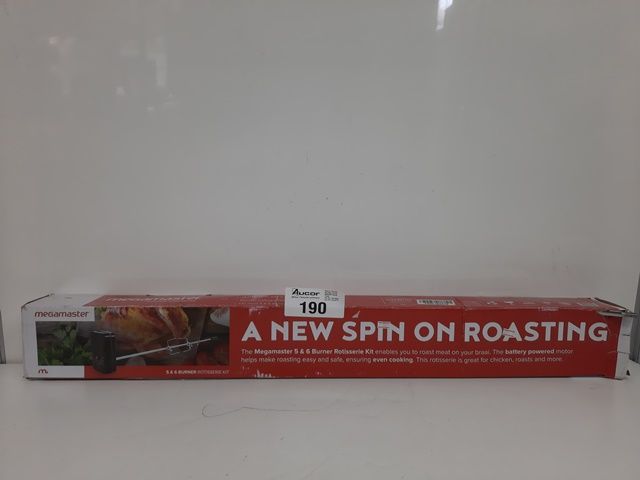 megamaster
Aucor
190
megamaster
A NEW SPIN ON ROASTING
The Megamaster 5 & 6 Burner Rotisserie Kit enables you to roast meat on your braai. The battery powered motor
helps make roasting easy and safe, ensuring even cooking. This rotisserie is great for chicken, roasts and more.
m.
5 & 6 BURNER ROTISSERIE KIT